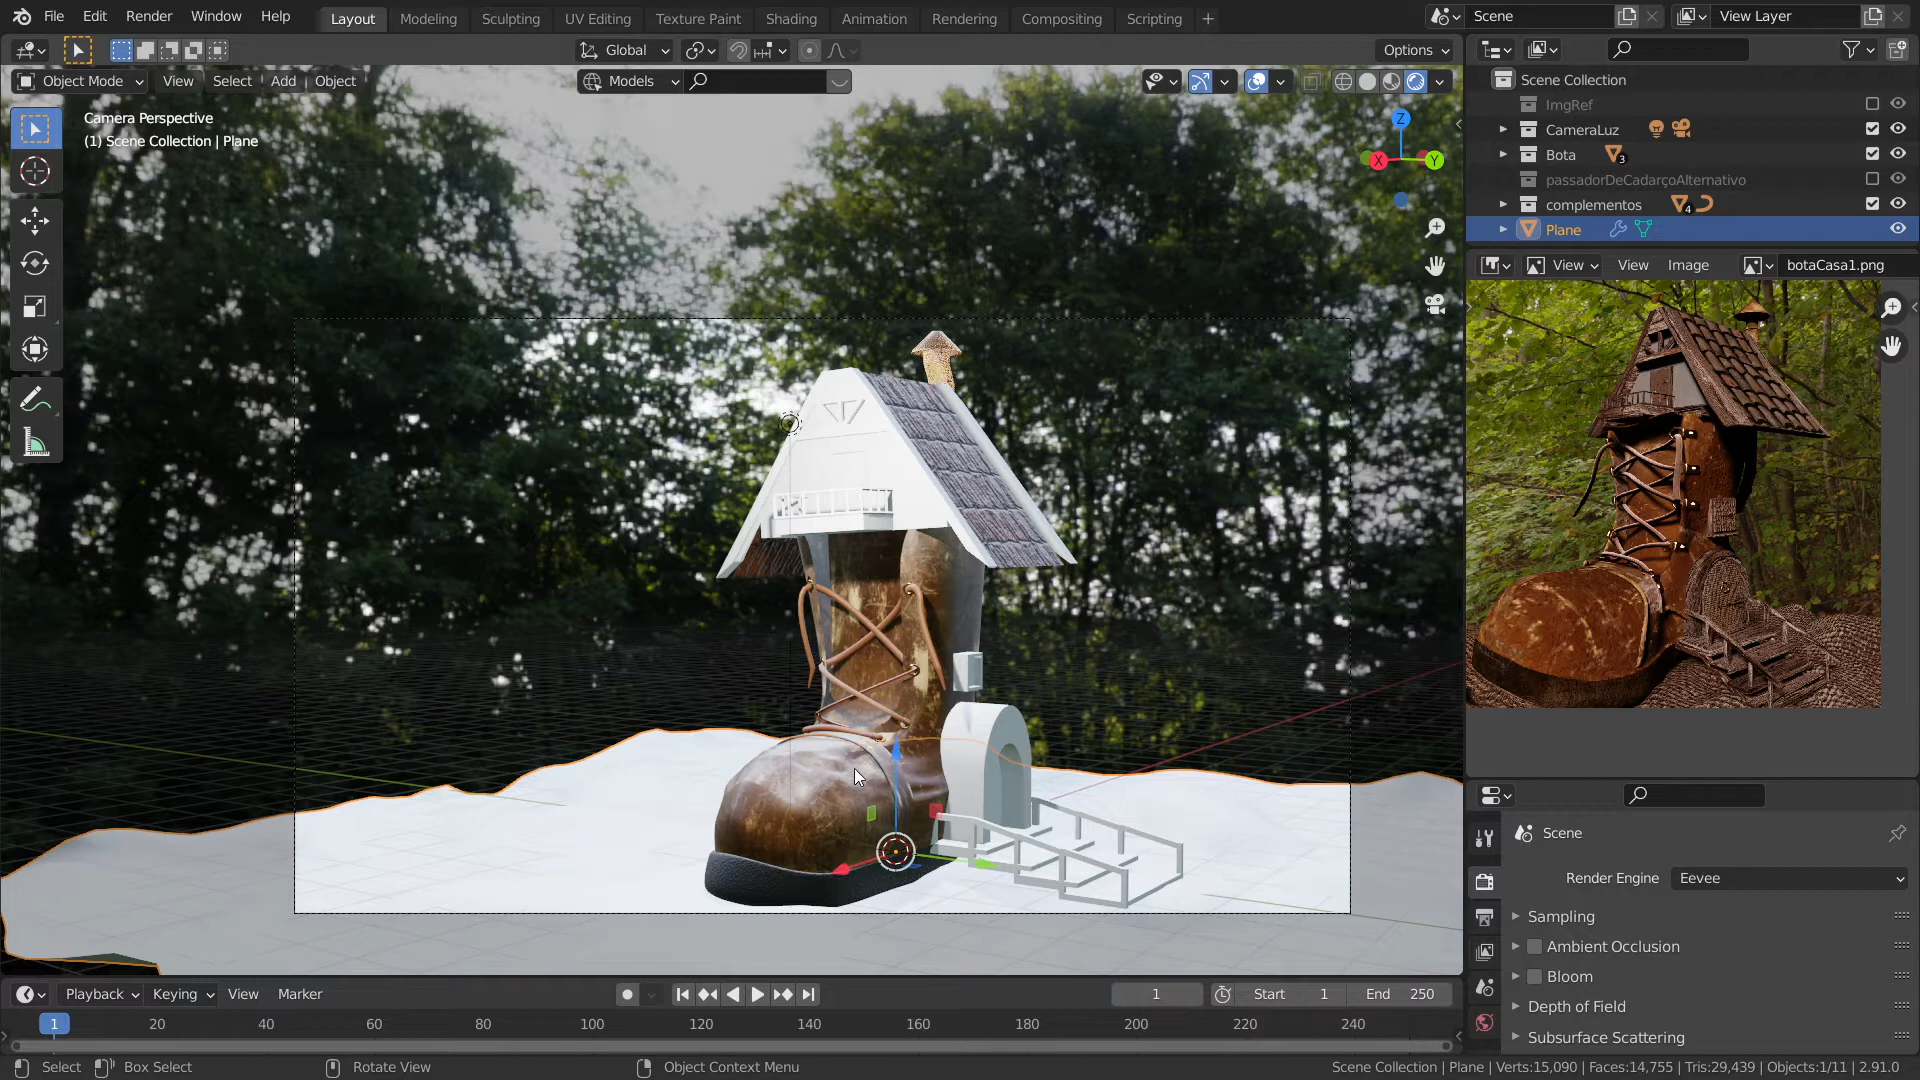 File Edit Render Window Help Layout Modeling Sculpting UV Editing Texture Paint Shading Animation Rendering Compositing Scripting + Scene View Layer
Global Options
Object Mode View Select Add Object Models
Camera Perspective
(1) Scene Collection | Plane
Z
X
Y
Scene Collection
ImgRef
CameraLuz
Bota 3
passadorDeCadarçoAlternativo
complementos 4
Plane
View View Image botaCasa1.png
Scene
Render Engine Eevee
Sampling
Ambient Occlusion
Bloom
Depth of Field
Subsurface Scattering
Playback Keying View Marker 1 Start 1 End 250
1 20 40 60 80 100 120 140 160 180 200 220 240
Select Box Select Rotate View Object Context Menu Scene Collection | Plane | Verts:15,090 | Faces:14,755 | Tris:29,439 | Objects:1/11 | 2.91.0